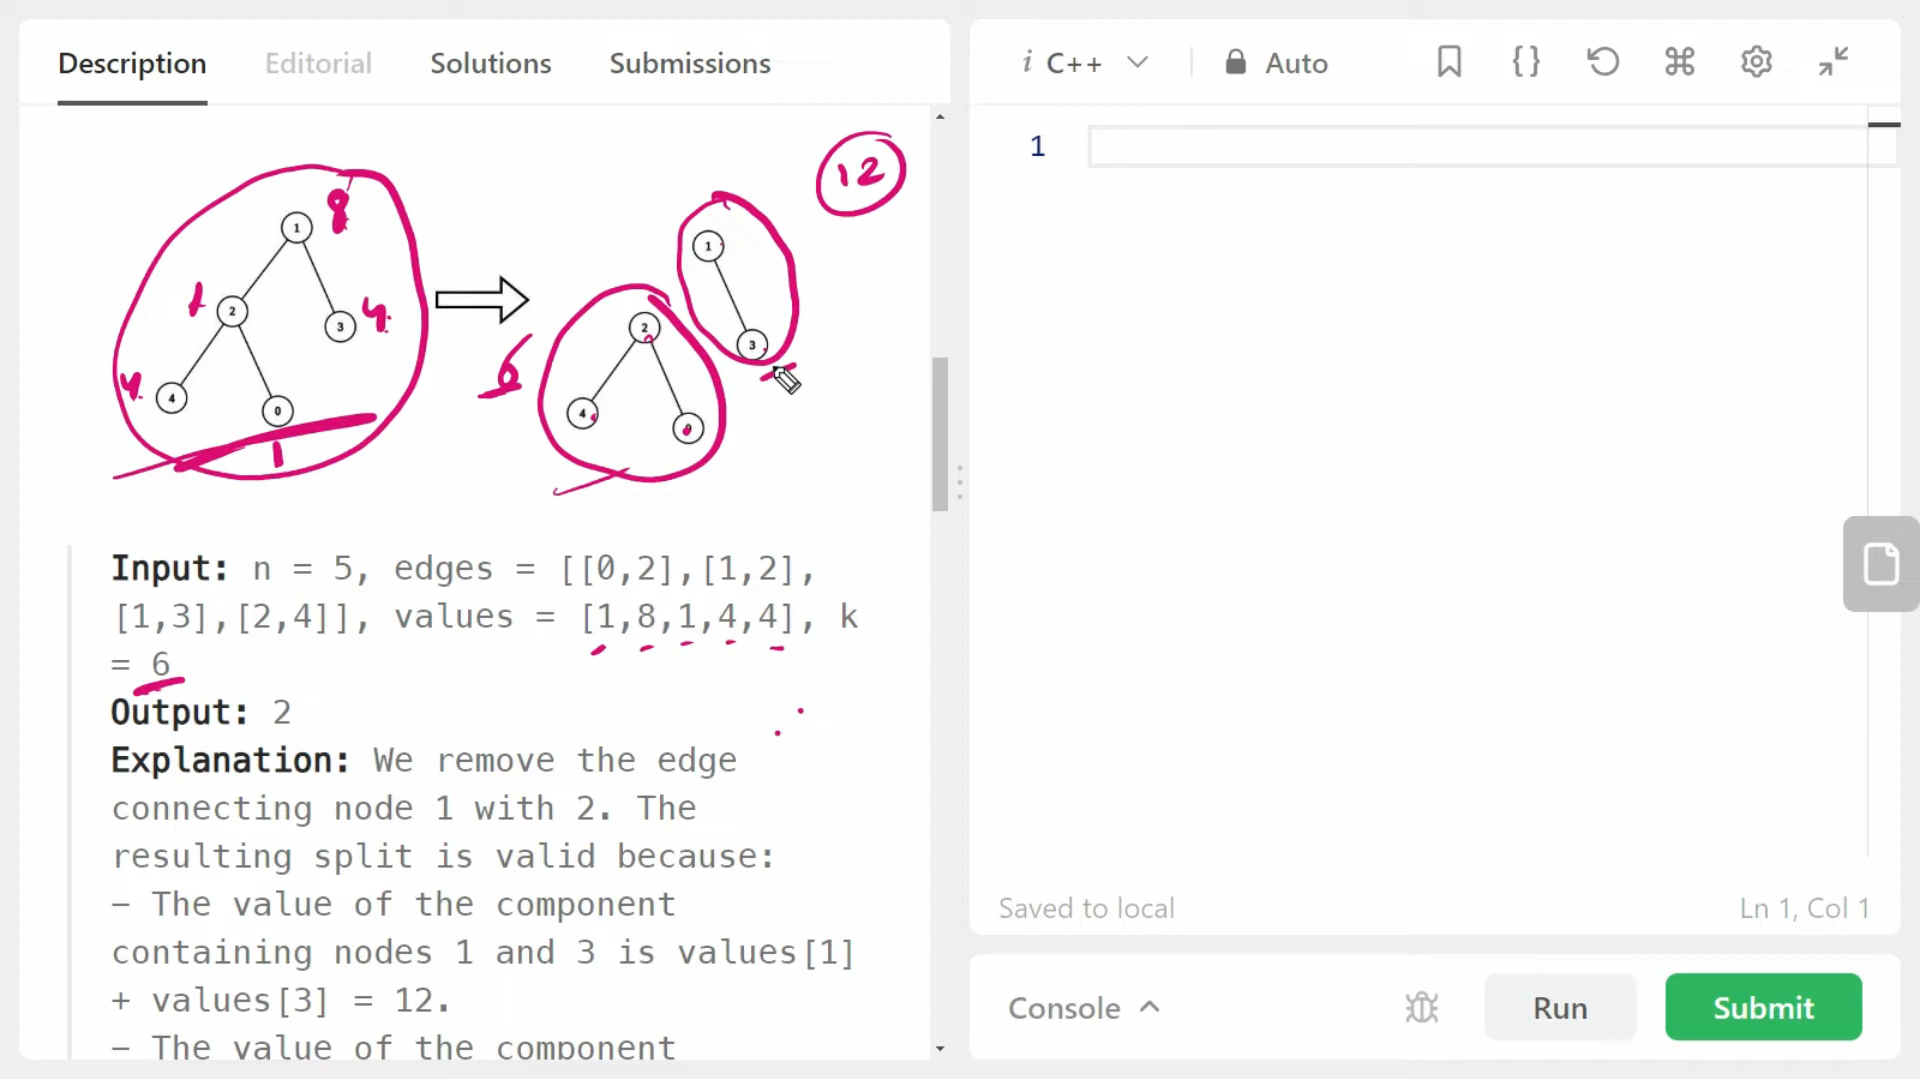 Description Editorial Solutions Submissions
i C++ Auto
12
8
1
1
1
2
3
4
4
4
0
1
2
3
6
4
0
1
Input: n = 5, edges = [[0,2],[1,2],
[1,3],[2,4]], values = [1,8,1,4,4], k
= 6
Output: 2
Explanation: We remove the edge
connecting node 1 with 2. The
resulting split is valid because:
− The value of the component
containing nodes 1 and 3 is values[1]
+ values[3] = 12.
− The value of the component
1
Saved to local Ln 1, Col 1
Console Run Submit